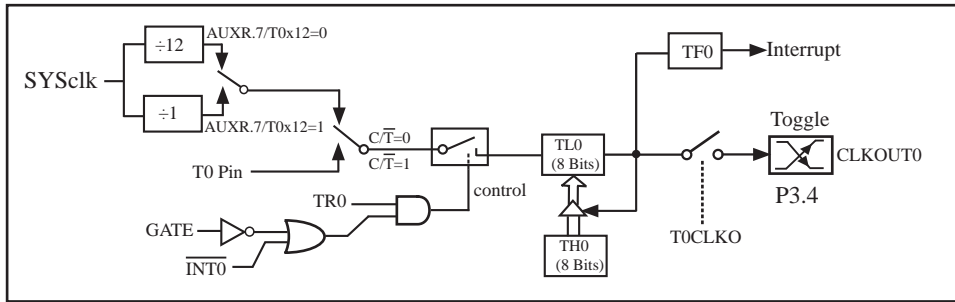 AUXR.7/T0x12=0
÷12
SYSclk
÷1
AUXR.7/T0x12=1
T0 Pin
C/T̅=0
C/T̅=1
TR0
GATE
I̅N̅T̅0̅
control
TL0
(8 Bits)
TH0
(8 Bits)
TF0
Interrupt
Toggle
CLKOUT0
P3.4
T0CLKO